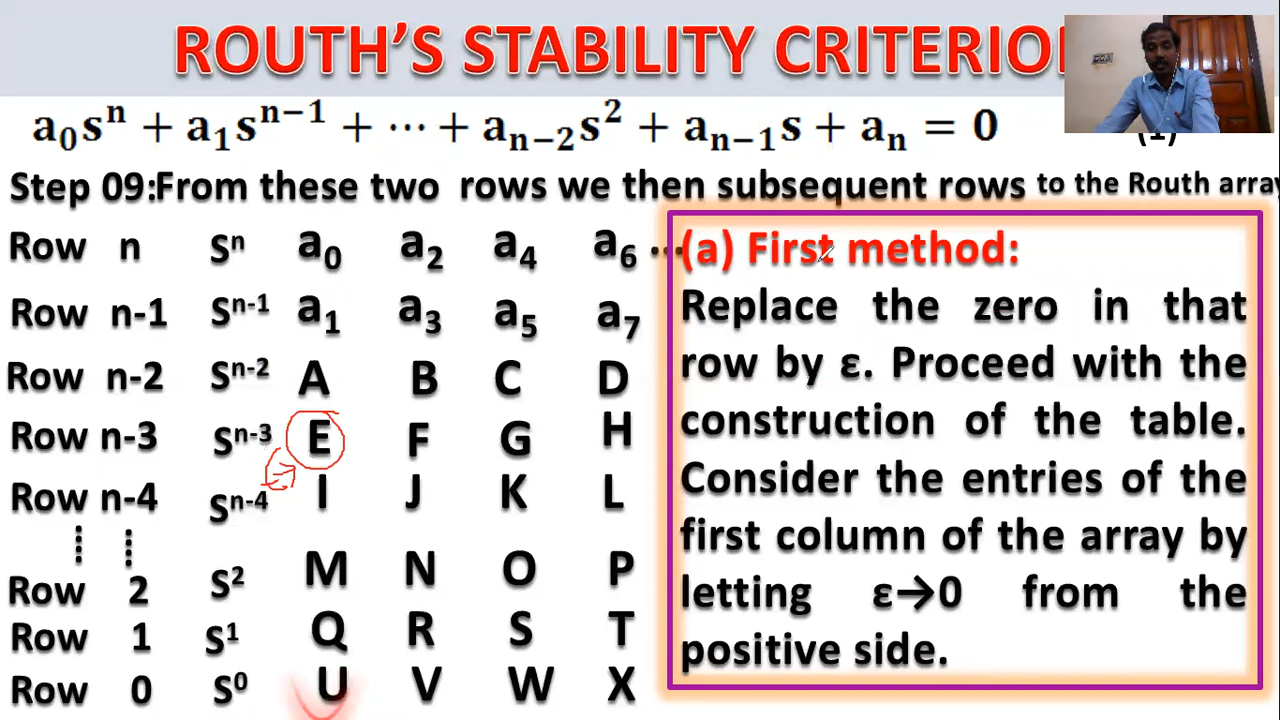 ROUTH'S STABILITY CRITERIO
a₀sⁿ + a₁sⁿ⁻¹ + ⋯ + aₙ₋₂s² + aₙ₋₁s + aₙ = 0 (1)
Step 09:From these two rows we then subsequent rows to the Routh array
Row n Sⁿ a₀ a₂ a₄ a₆ ...
Row n-1 Sⁿ⁻¹ a₁ a₃ a₅ a₇
Row n-2 Sⁿ⁻² A B C D
Row n-3 Sⁿ⁻³ E F G H
Row n-4 Sⁿ⁻⁴ I J K L
Row 2 S² M N O P
Row 1 S¹ Q R S T
Row 0 S⁰ U V W X
(a) First method:
Replace the zero in that
row by ε. Proceed with the
construction of the table.
Consider the entries of the
first column of the array by
letting ε→0 from the
positive side.